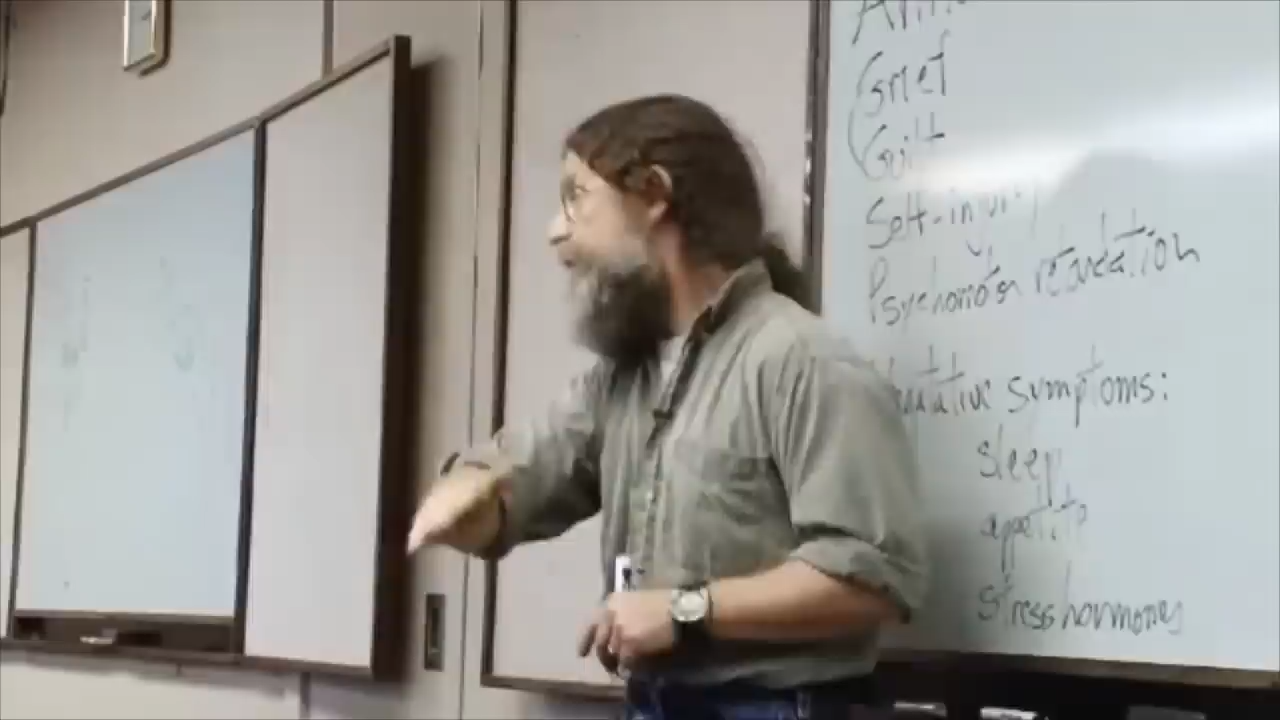 Grief
Guilt
Self-injury
Psychomotor retardation
symptoms:
sleep
appetite
stress hormones